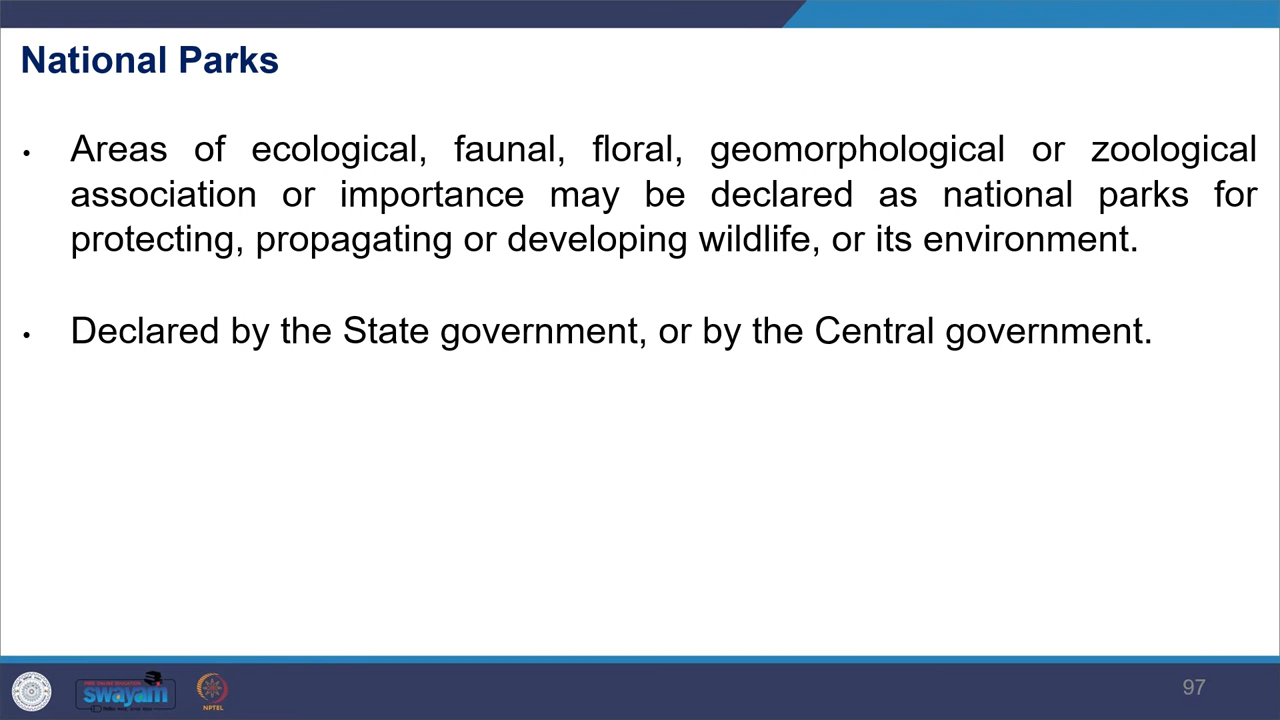 National Parks
• Areas of ecological, faunal, floral, geomorphological or zoological
association or importance may be declared as national parks for
protecting, propagating or developing wildlife, or its environment.
• Declared by the State government, or by the Central government.
swayam
NPTEL
97